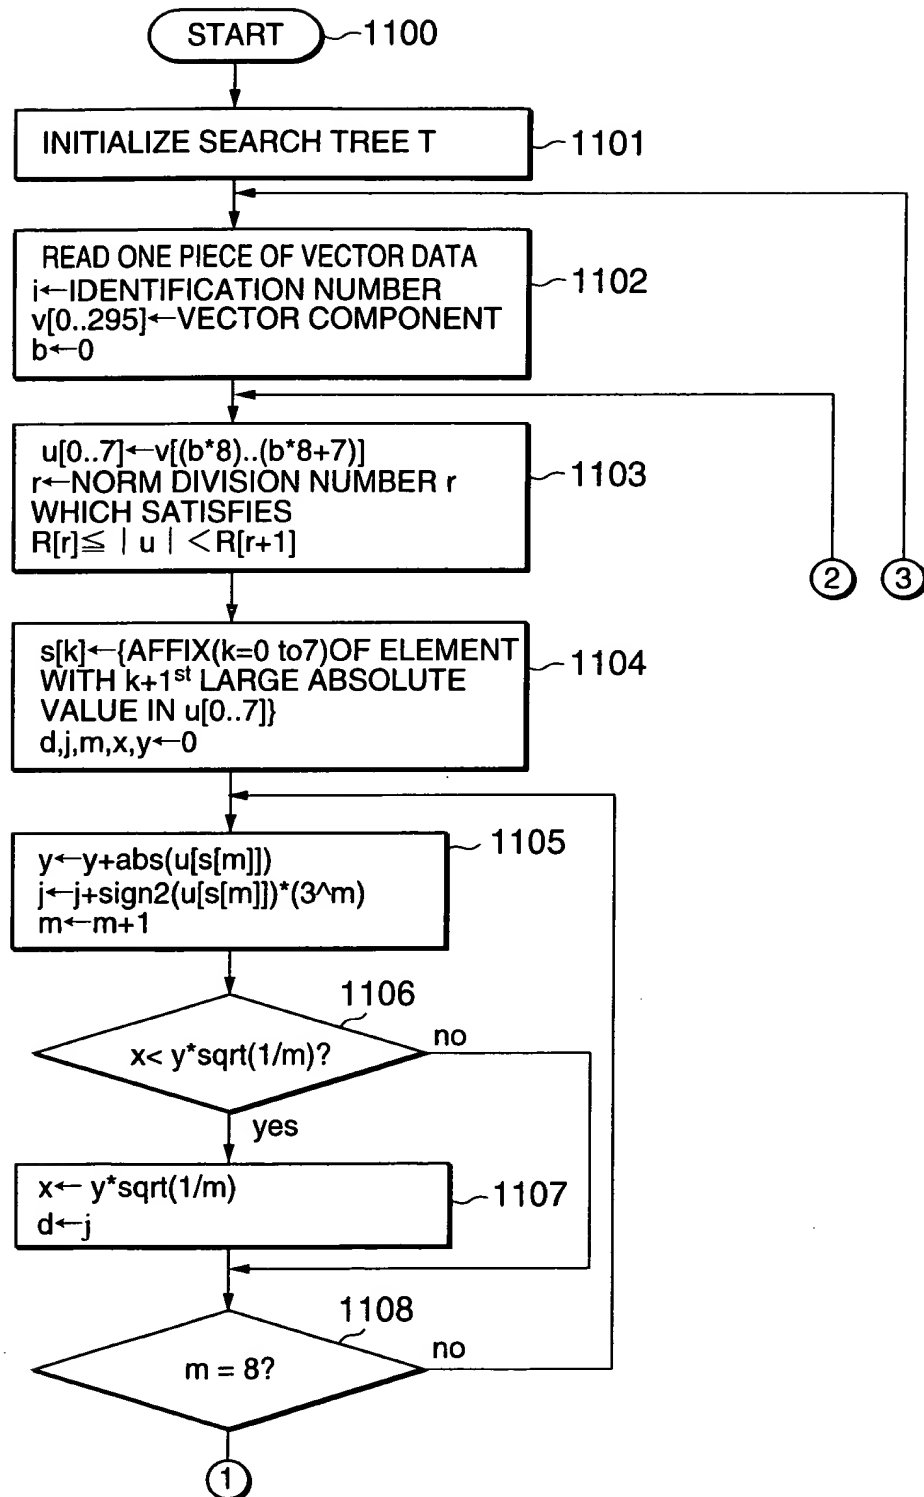 START
1100
INITIALIZE SEARCH TREE T
1101
READ ONE PIECE OF VECTOR DATA
i←IDENTIFICATION NUMBER
v[0..295]←VECTOR COMPONENT
b←0
1102
u[0..7]←v[(b*8)..(b*8+7)]
r←NORM DIVISION NUMBER r
WHICH SATISFIES
R[r]≦ | u | <R[r+1]
1103
2
3
s[k]←{AFFIX(k=0 to7)OF ELEMENT
WITH k+1st LARGE ABSOLUTE
VALUE IN u[0..7]}
d,j,m,x,y←0
1104
y←y+abs(u[s[m]])
j←j+sign2(u[s[m]])*(3^m)
m←m+1
1105
1106
x< y*sqrt(1/m)?
no
yes
x← y*sqrt(1/m)
d←j
1107
1108
m = 8?
no
1